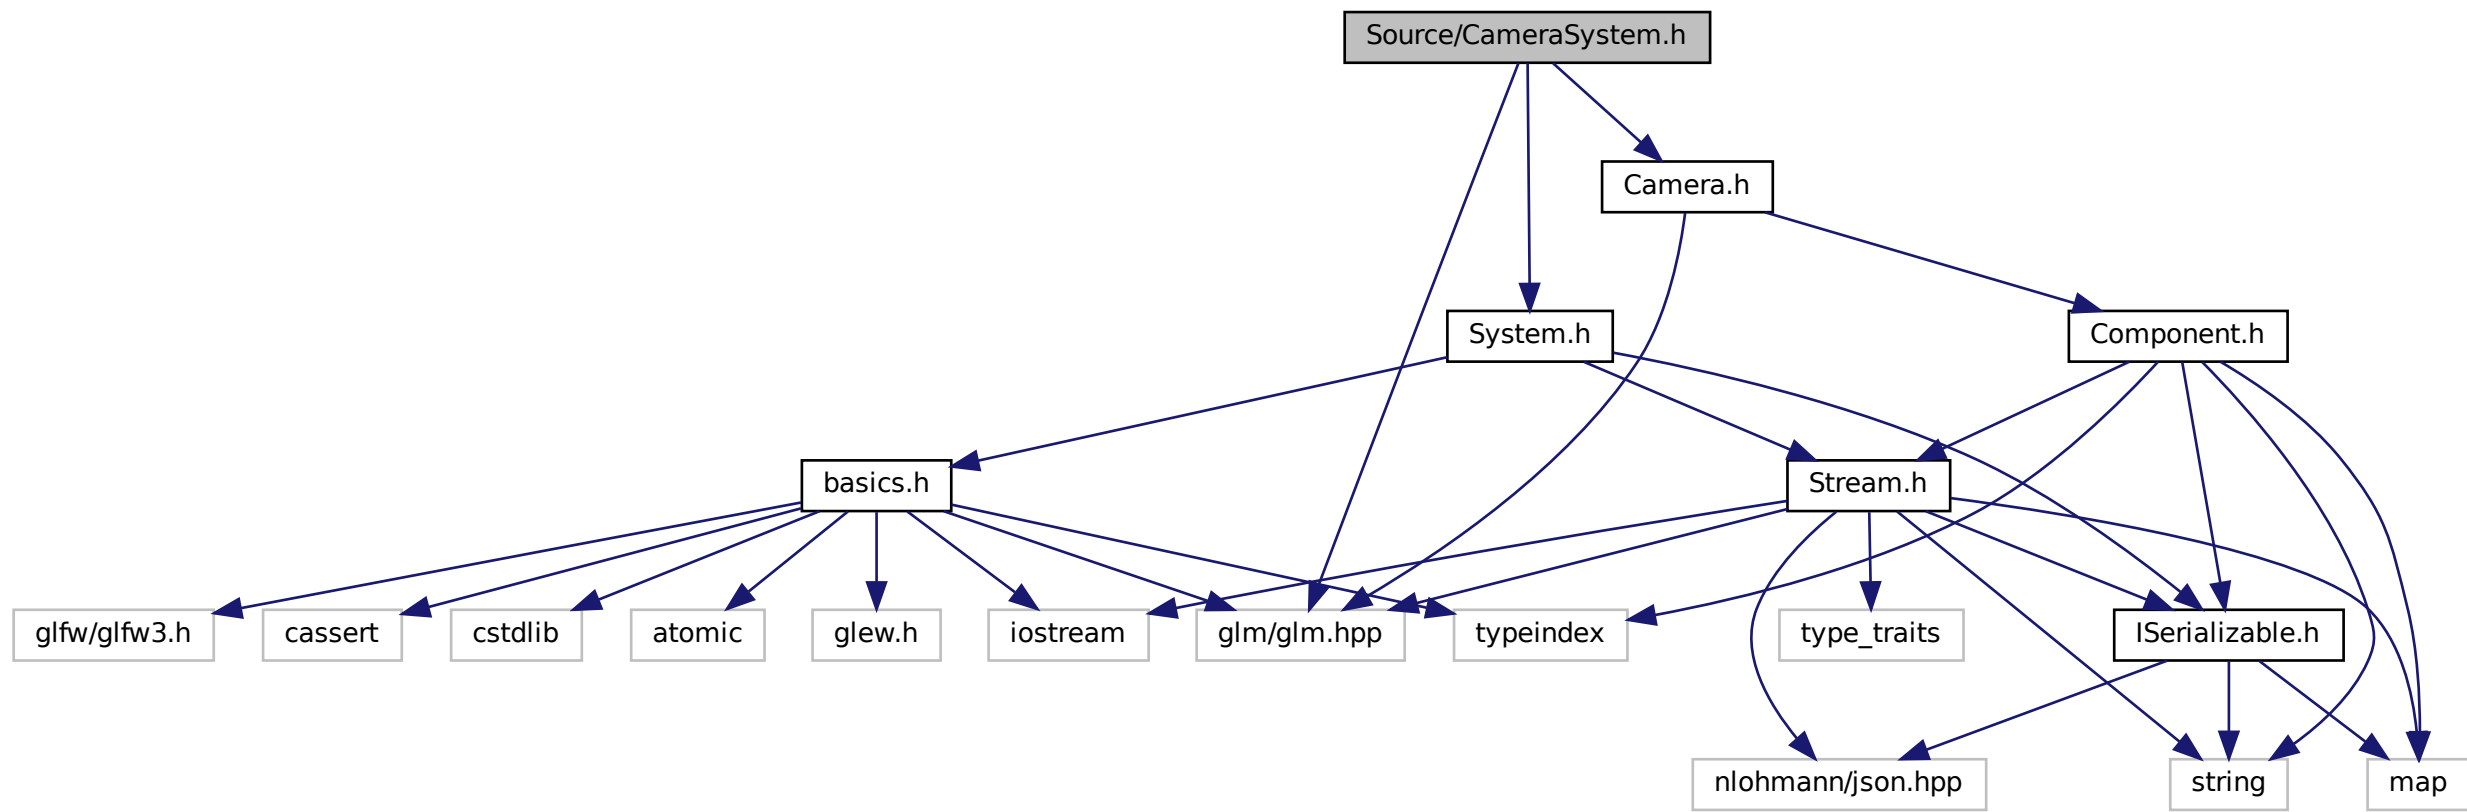 Source/CameraSystem.h
Camera.h
System.h
Component.h
basics.h
Stream.h
glfw/glfw3.h
cassert
cstdlib
atomic
glew.h
iostream
glm/glm.hpp
typeindex
type_traits
ISerializable.h
nlohmann/json.hpp
string
map